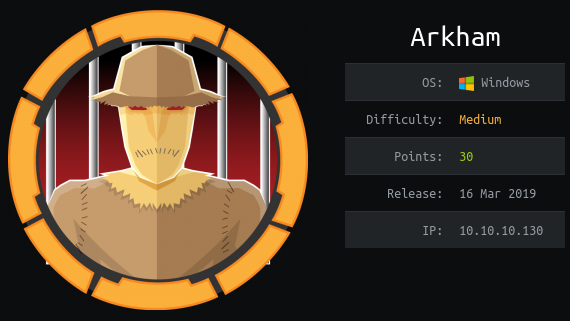 Arkham
OS: Windows
Difficulty: Medium
Points: 30
Release: 16 Mar 2019
IP: 10.10.10.130